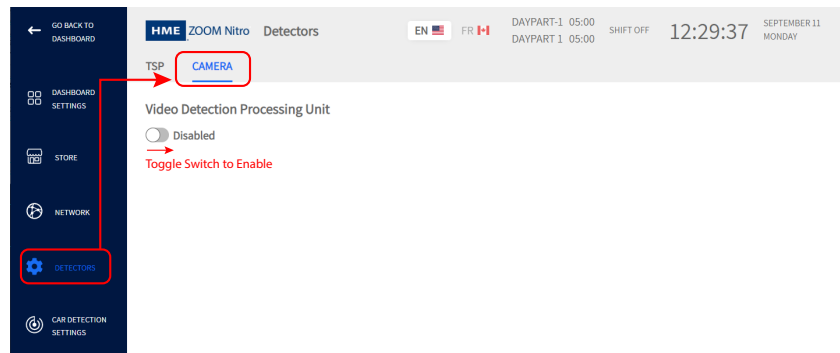 GO BACK TO
DASHBOARD
HME ZOOM Nitro Detectors
EN FR
DAYPART-1 05:00
DAYPART 1 05:00
SHIFT OFF
12:29:37
SEPTEMBER 11
MONDAY
TSP CAMERA
DASHBOARD
SETTINGS
STORE
NETWORK
DETECTORS
CAR DETECTION
SETTINGS
Video Detection Processing Unit
Disabled
Toggle Switch to Enable